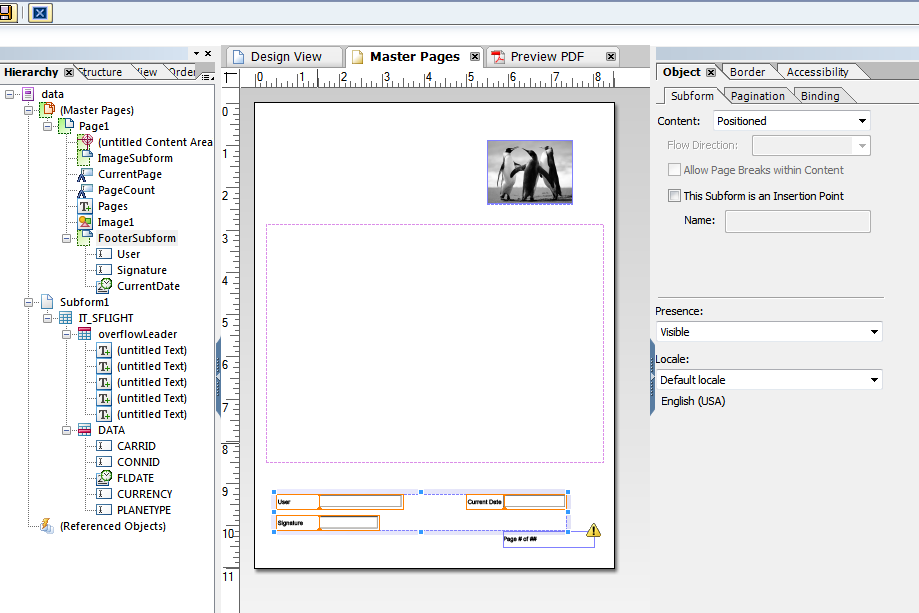 Design View
Master Pages
Preview PDF
Hierarchy
Structure
View
Order
data
(Master Pages)
Page1
(untitled Content Area
ImageSubform
CurrentPage
PageCount
Pages
Image1
FooterSubform
User
Signature
CurrentDate
Subform1
IT_SFLIGHT
overflowLeader
(untitled Text)
(untitled Text)
(untitled Text)
(untitled Text)
(untitled Text)
DATA
CARRID
CONNID
FLDATE
CURRENCY
PLANETYPE
(Referenced Objects)
0 1 2 3 4 5 6 7 8
0
1
2
3
4
5
6
7
8
9
10
11
User
Current Date
Signature
Page # of ##
Object
Border
Accessibility
Subform
Pagination
Binding
Content:
Positioned
Flow Direction:
Allow Page Breaks within Content
This Subform is an Insertion Point
Name:
Presence:
Visible
Locale:
Default locale
English (USA)